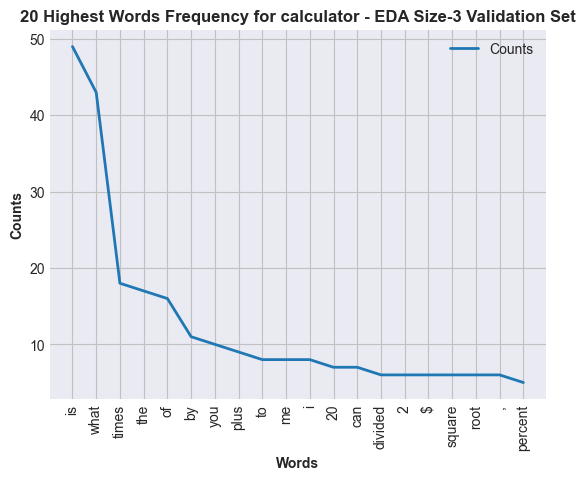 20 Highest Words Frequency for calculator - EDA Size-3 Validation Set
Counts
50
40
30
20
10
Counts
is
what
times
the
of
by
you
plus
to
me
i
20
can
divided
2
$
square
root
,
percent
Words